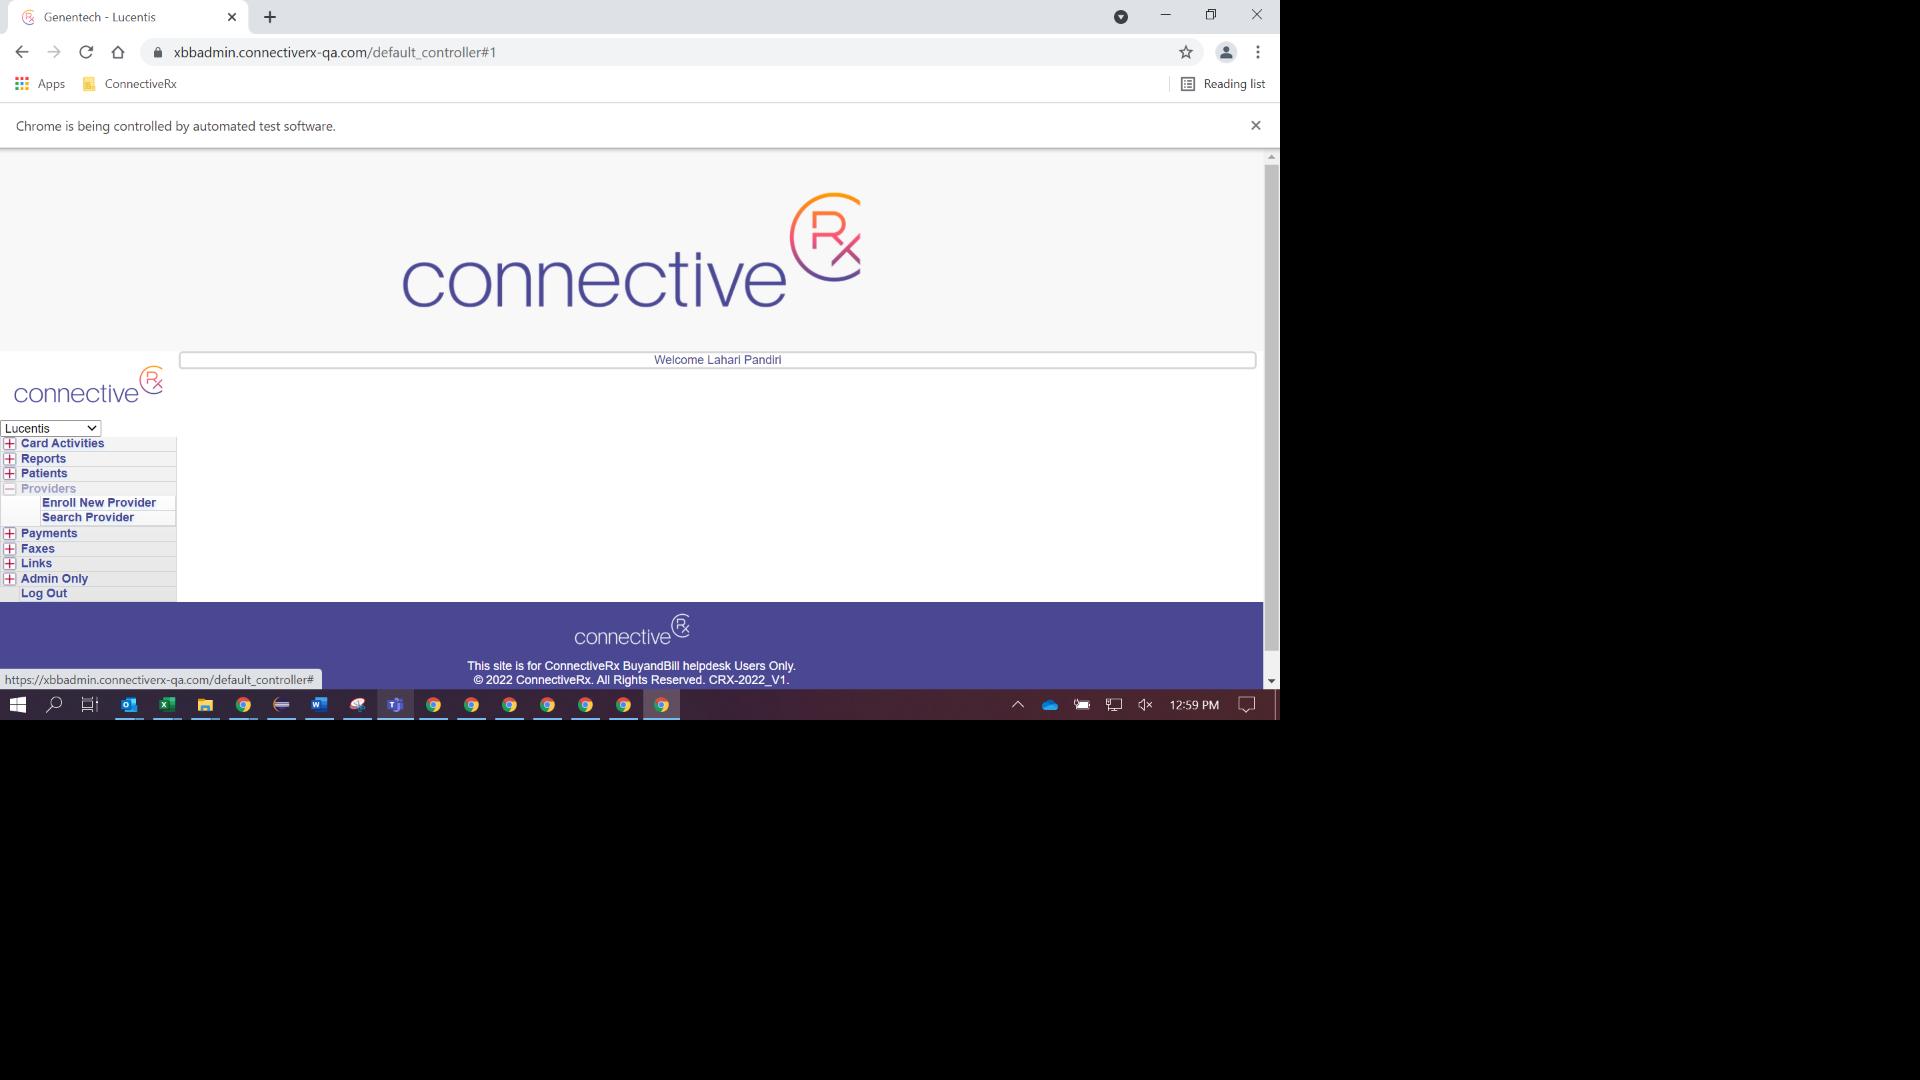 Genentech - Lucentis
xbbadmin.connectiverx-qa.com/default_controller#1
Apps
ConnectiveRx
Reading list
Chrome is being controlled by automated test software.
connective Rx
Welcome Lahari Pandiri
connective Rx
Lucentis
Card Activities
Reports
Patients
Providers
Enroll New Provider
Search Provider
Payments
Faxes
Links
Admin Only
Log Out
connective Rx
This site is for ConnectiveRx BuyandBill helpdesk Users Only.
© 2022 ConnectiveRx. All Rights Reserved. CRX-2022_V1.
https://xbbadmin.connectiverx-qa.com/default_controller#
12:59 PM